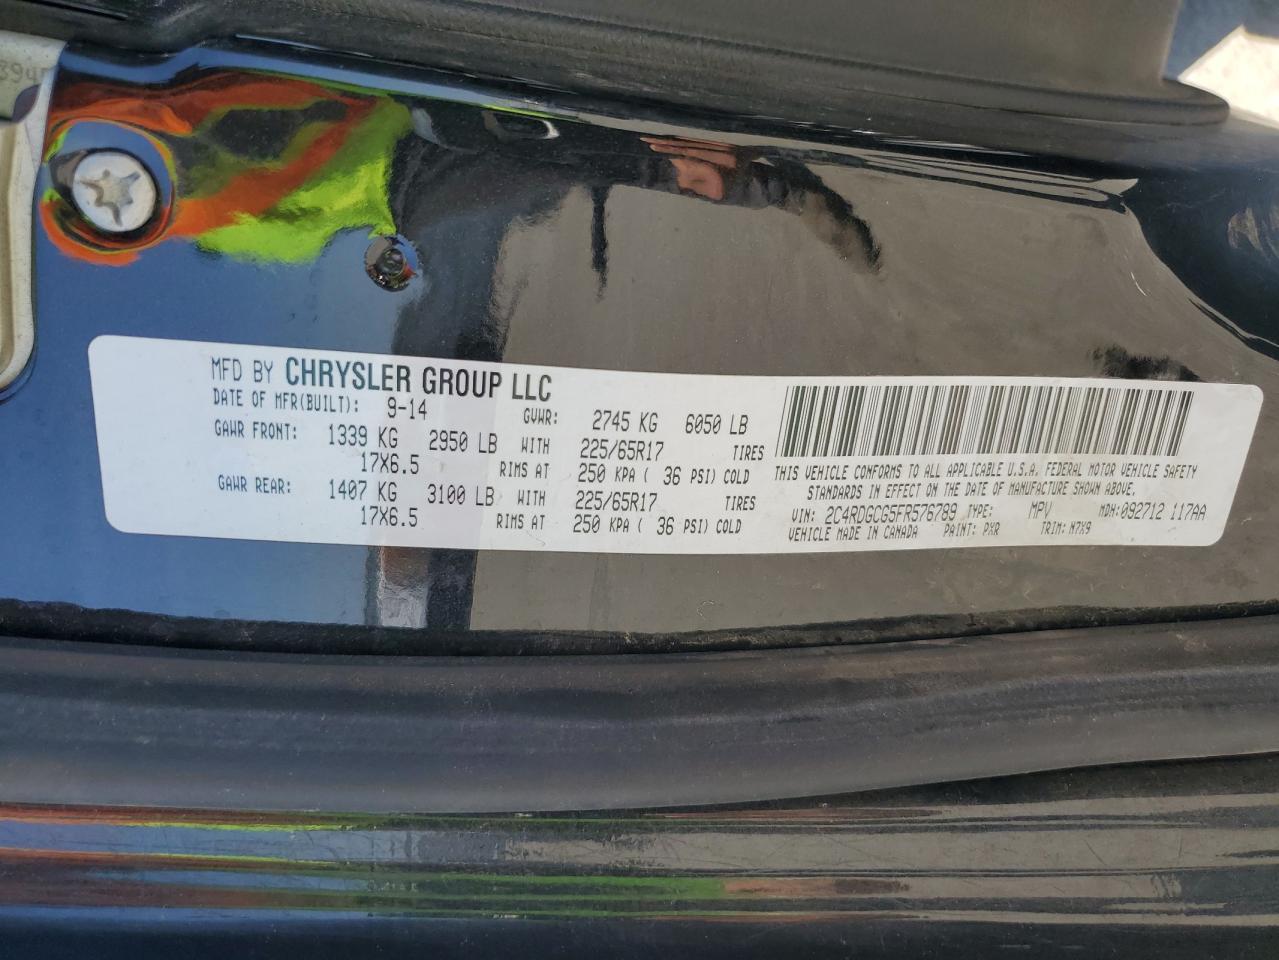 MFD BY CHRYSLER GROUP LLC
DATE OF MFR(BUILT): 9-14 GVWR: 2745 KG 6050 LB
GAWR FRONT: 1339 KG 2950 LB WITH 225/65R17 TIRES
17X6.5 RIMS AT 250 KPA ( 36 PSI) COLD
GAWR REAR: 1407 KG 3100 LB WITH 225/65R17 TIRES
17X6.5 RIMS AT 250 KPA ( 36 PSI) COLD
THIS VEHICLE CONFORMS TO ALL APPLICABLE U.S.A. FEDERAL MOTOR VEHICLE SAFETY
STANDARDS IN EFFECT ON THE DATE OF MANUFACTURE SHOWN ABOVE.
VIN: 2C4RDGCG5FR576789 TYPE: MPV MDH:092712 117AA
VEHICLE MADE IN CANADA PAINT: PXR TRIM: N7X9